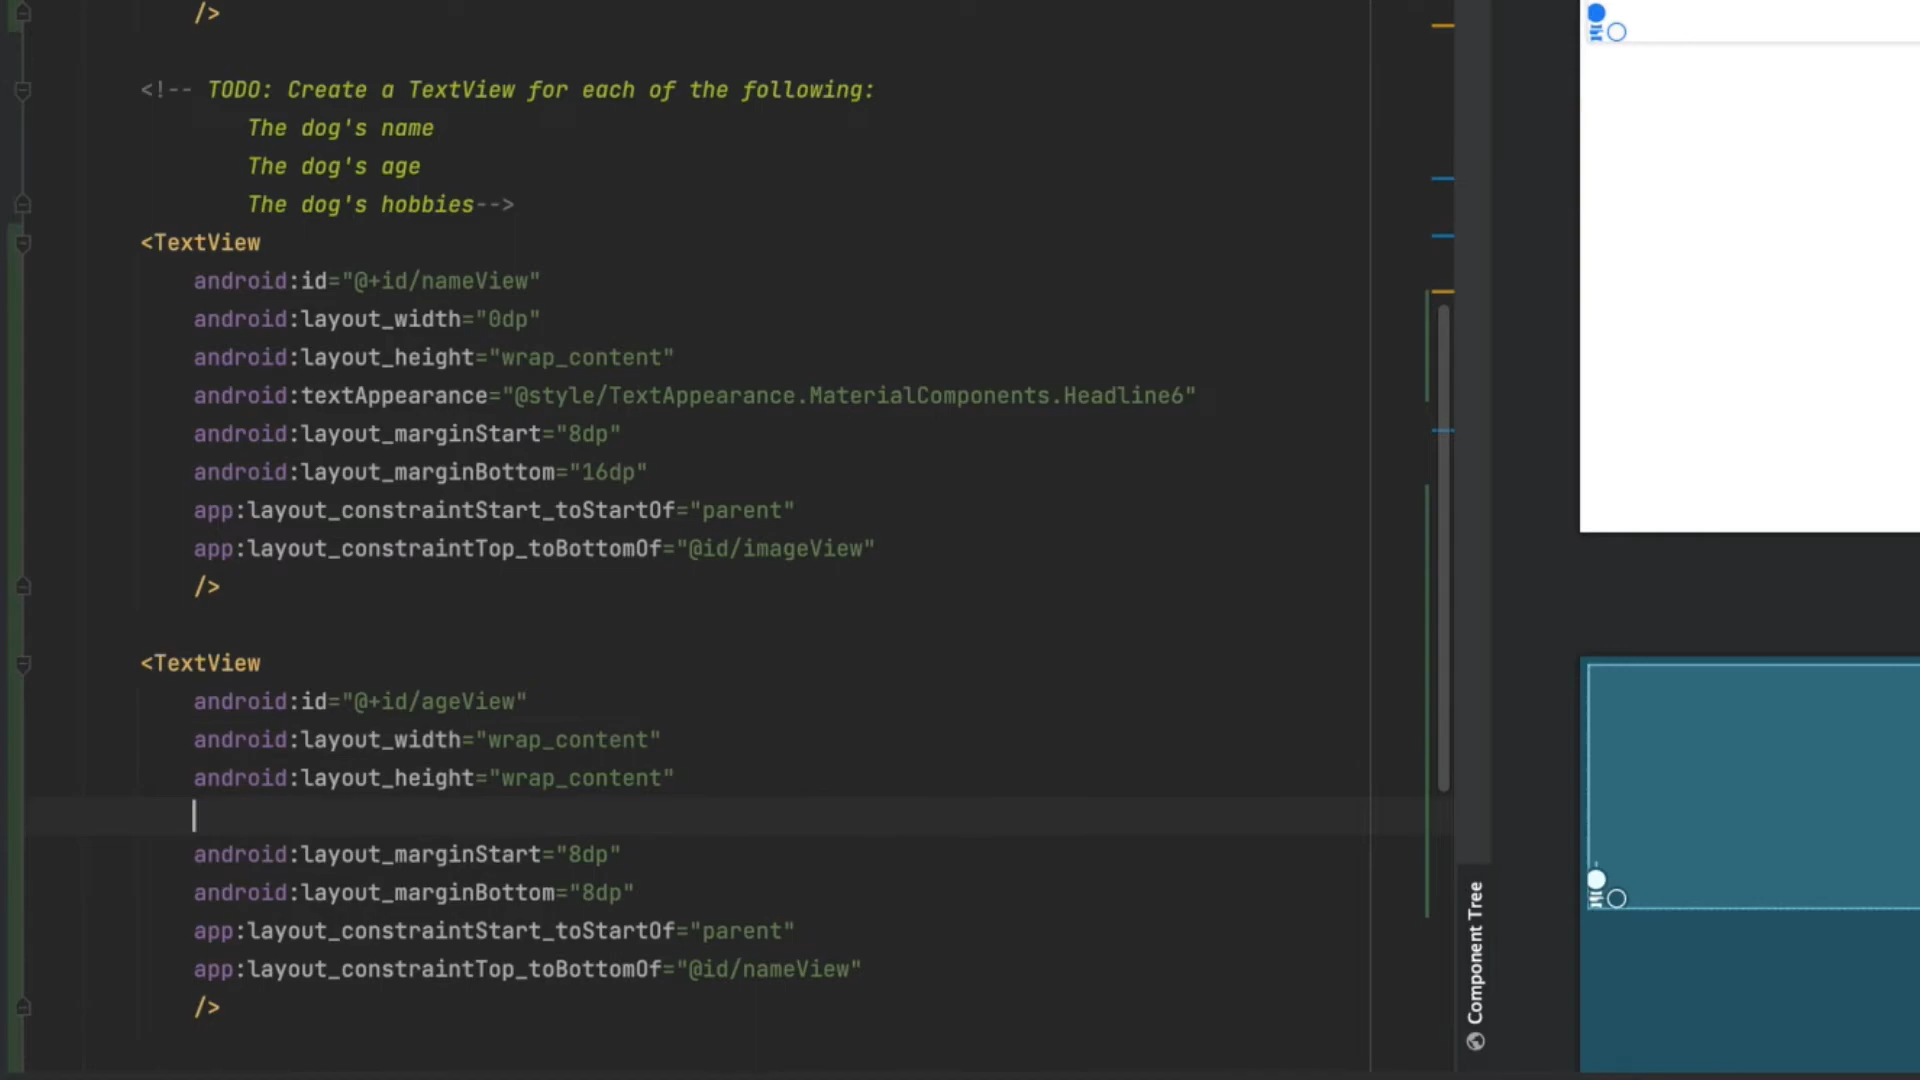 />
<!-- TODO: Create a TextView for each of the following:
The dog's name
The dog's age
The dog's hobbies-->
<TextView
android:id="@+id/nameView"
android:layout_width="0dp"
android:layout_height="wrap_content"
android:textAppearance="@style/TextAppearance.MaterialComponents.Headline6"
android:layout_marginStart="8dp"
android:layout_marginBottom="16dp"
app:layout_constraintStart_toStartOf="parent"
app:layout_constraintTop_toBottomOf="@id/imageView"
/>
<TextView
android:id="@+id/ageView"
android:layout_width="wrap_content"
android:layout_height="wrap_content"
android:layout_marginStart="8dp"
android:layout_marginBottom="8dp"
app:layout_constraintStart_toStartOf="parent"
app:layout_constraintTop_toBottomOf="@id/nameView"
/>
Component Tree